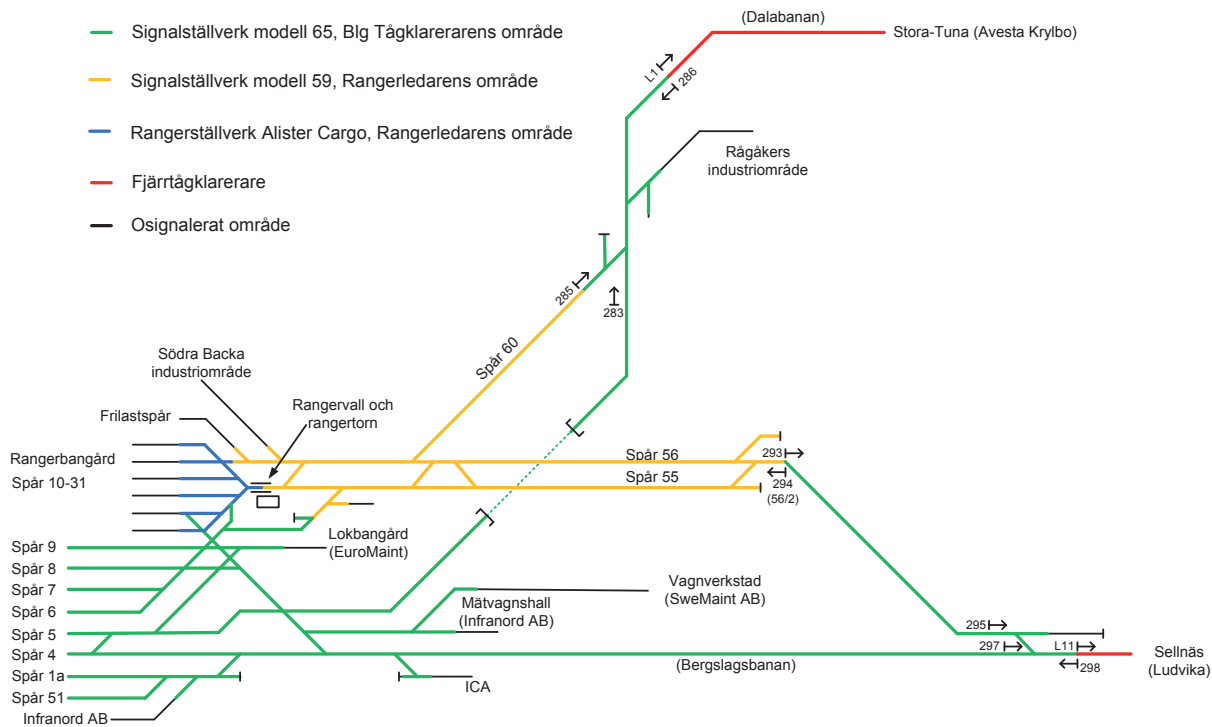 (Dalabanan)
Signalställverk modell 65, Blg Tågklarerarens område
Stora-Tuna (Avesta Krylbo)
L1
286
Signalställverk modell 59, Rangerledarens område
Rangerställverk Alister Cargo, Rangerledarens område
Rågåkers
industriområde
Fjärrtågklarerare
Osignalerat område
285
283
Spår 60
Södra Backa
industriområde
Rangervall och
rangertorn
Frilastspår
Rangerbangård
Spår 10-31
Spår 56
293
Spår 55
294
(56/2)
Lokbangård
(EuroMaint)
Spår 9
Spår 8
Spår 7
Spår 6
Spår 5
Spår 4
Spår 1a
Spår 51
Infranord AB
Vagnverkstad
(SweMaint AB)
Mätvagnshall
(Infranord AB)
295
297
L11
298
(Bergslagsbanan)
Sellnäs
(Ludvika)
ICA